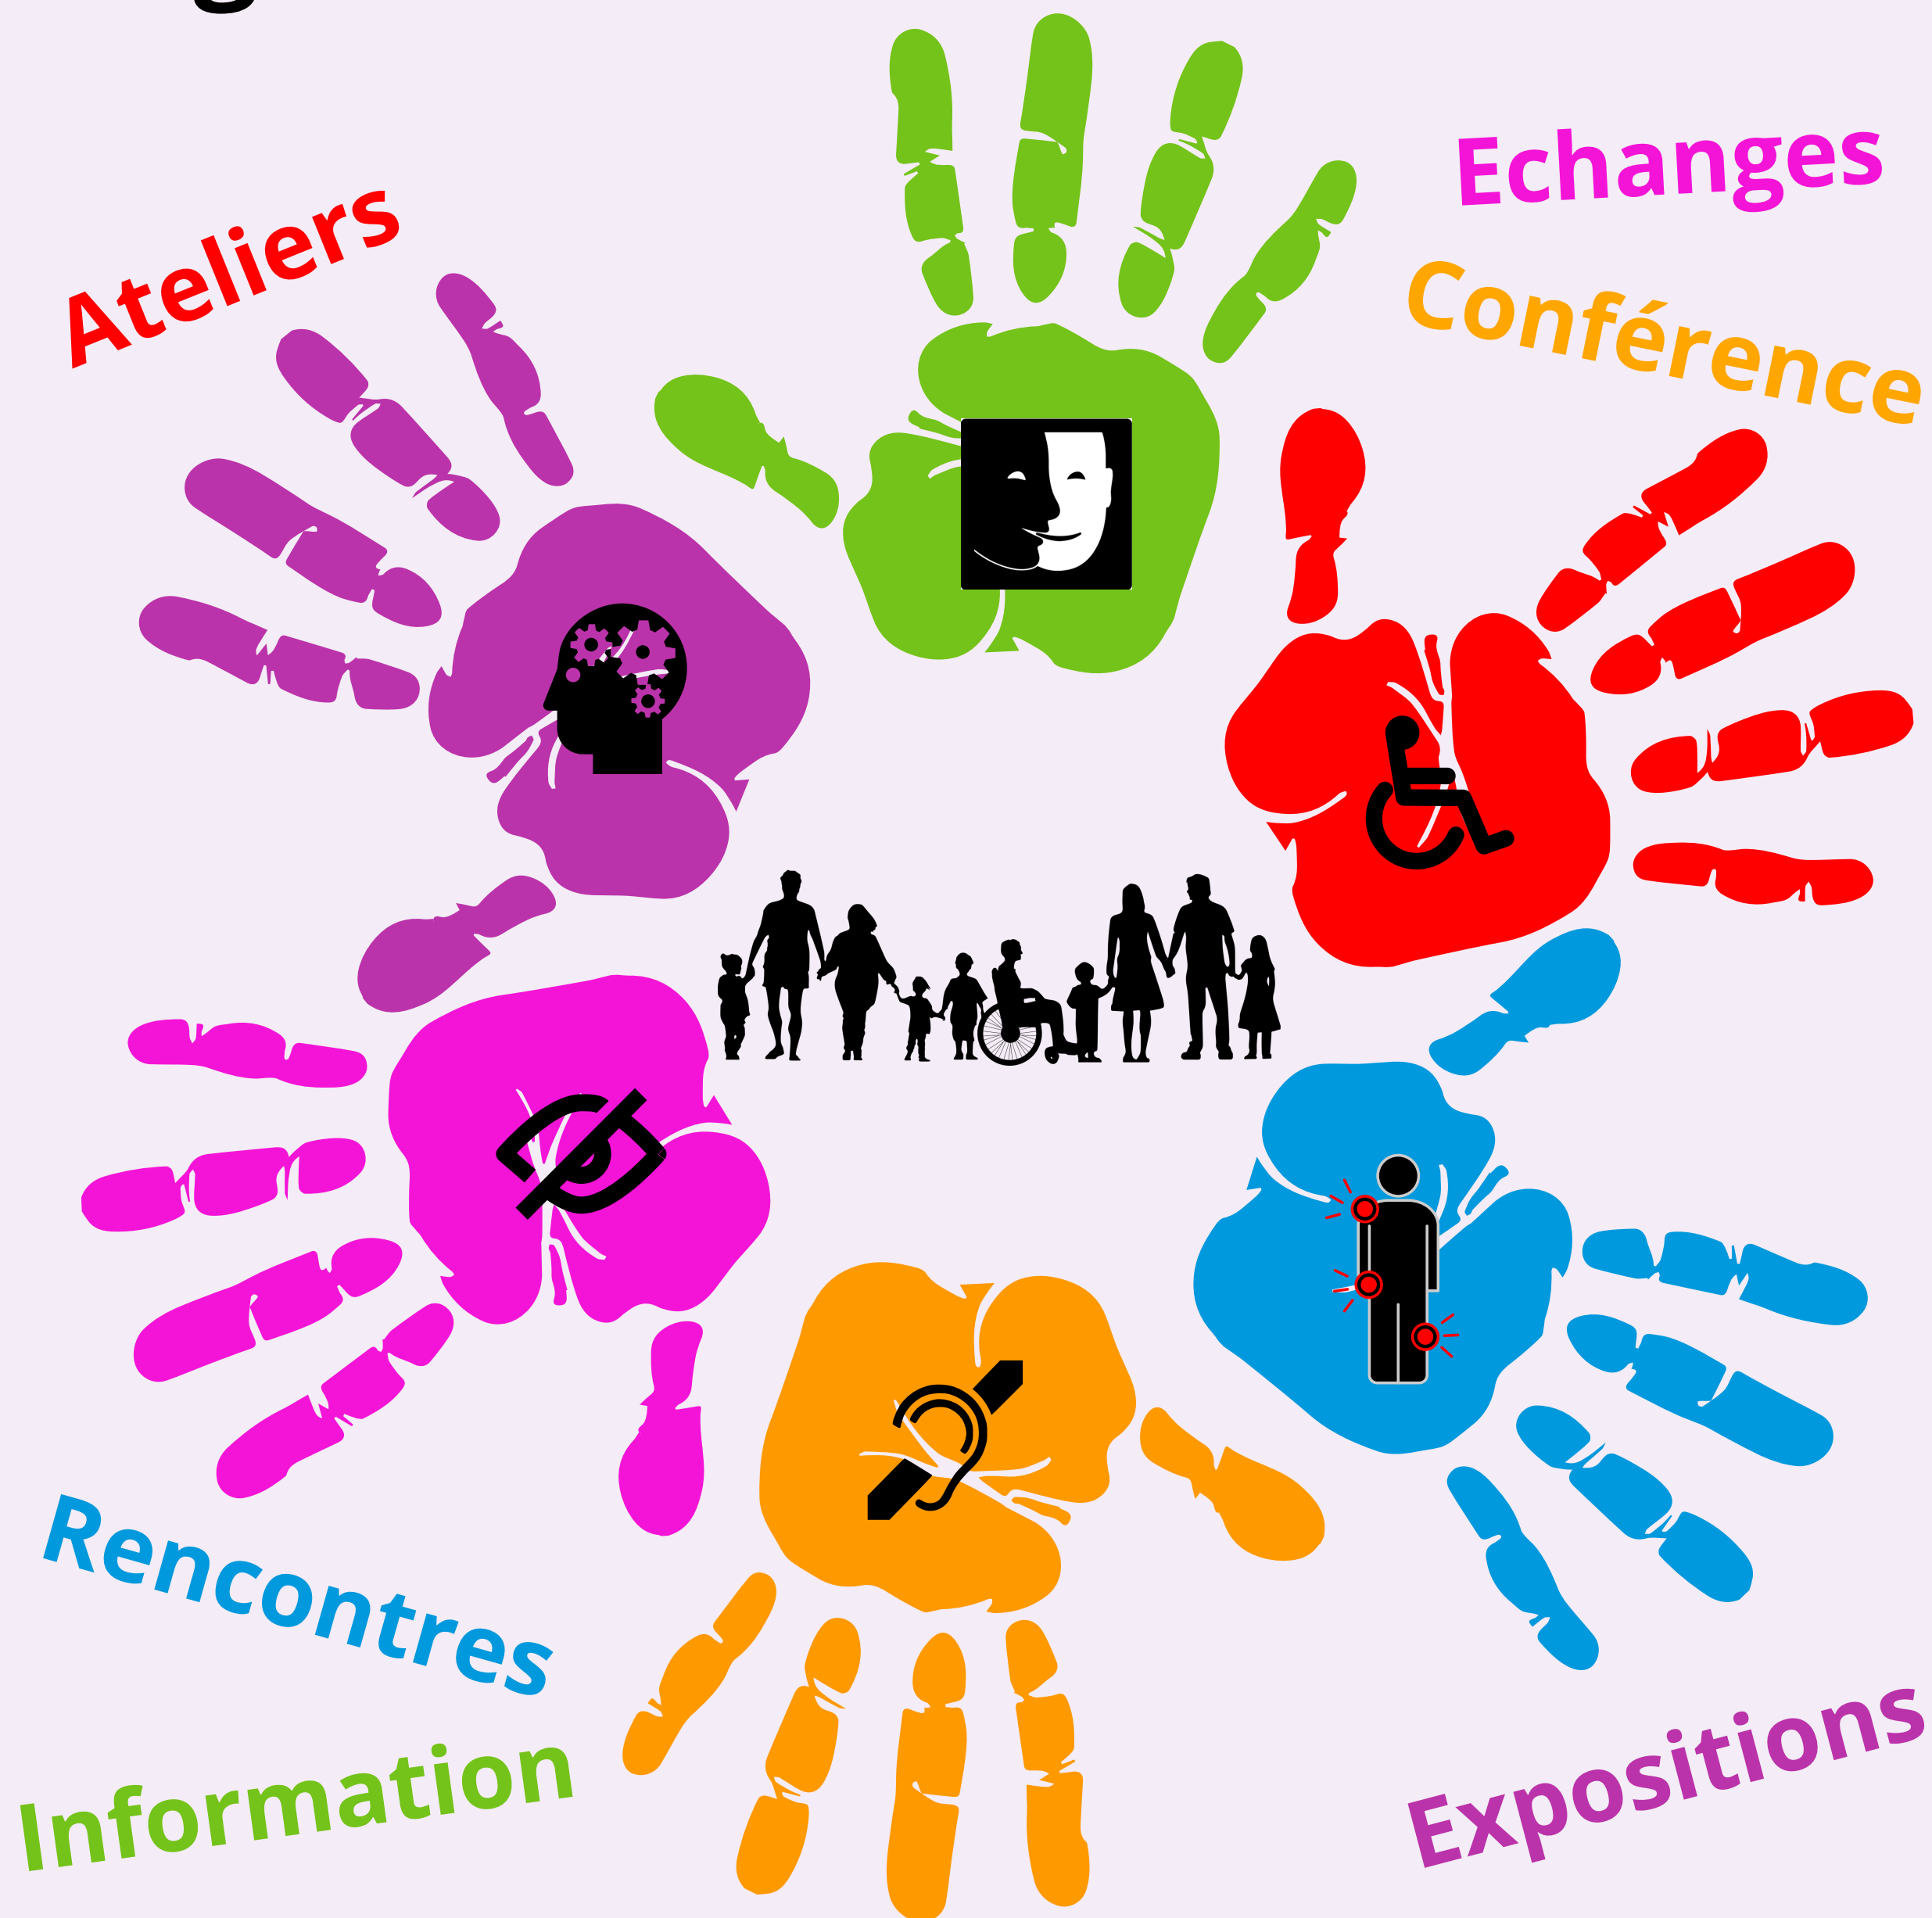 Ateliers
Echanges
Conférence
Rencontres
Information
Expositions